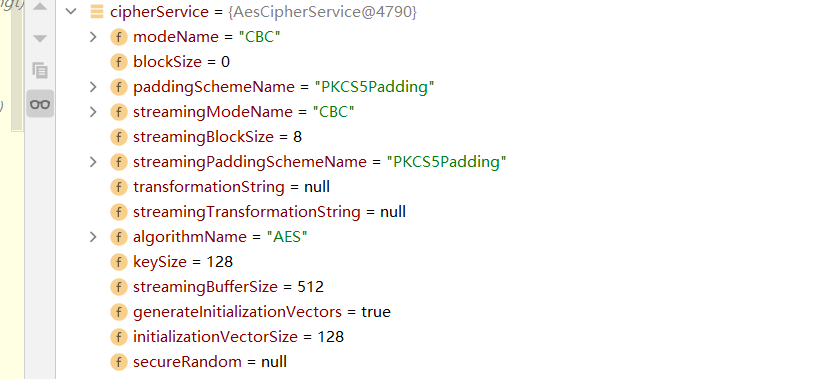 cipherService = {AesCipherService@4790}
f modeName = "CBC"
f blockSize = 0
f paddingSchemeName = "PKCS5Padding"
f streamingModeName = "CBC"
f streamingBlockSize = 8
f streamingPaddingSchemeName = "PKCS5Padding"
f transformationString = null
f streamingTransformationString = null
f algorithmName = "AES"
f keySize = 128
f streamingBufferSize = 512
f generateInitializationVectors = true
f initializationVectorSize = 128
f secureRandom = null